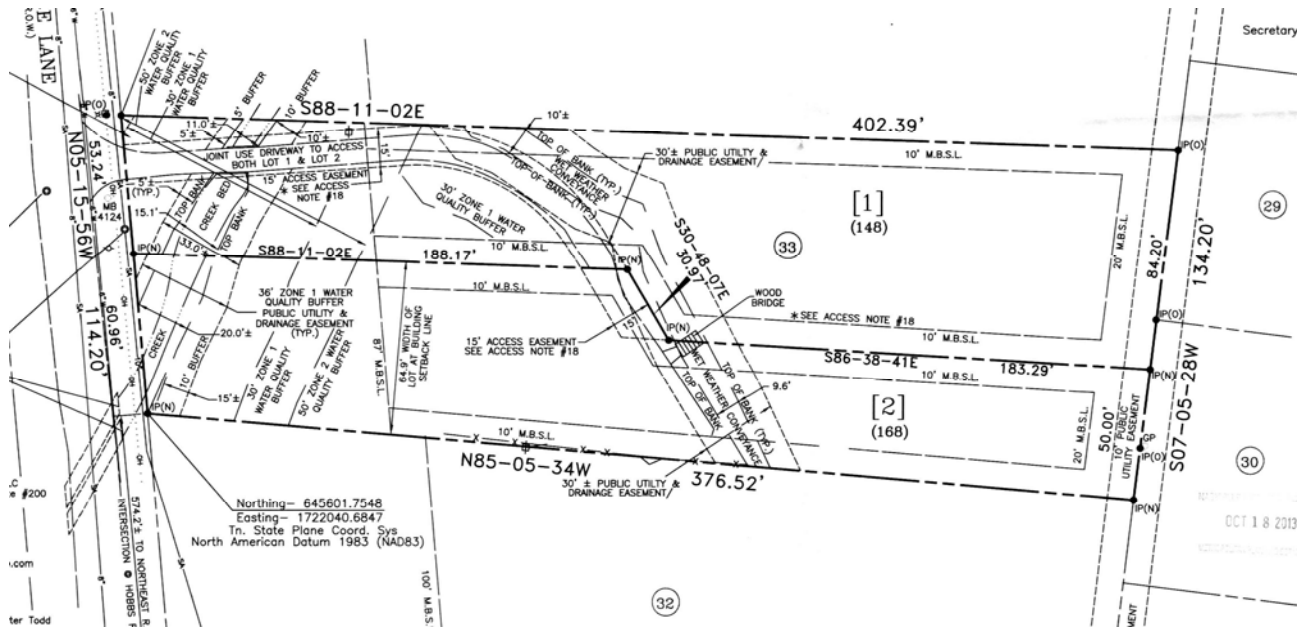 E LANE
R.O.W.)
50' ZONE 2
WATER QUALITY
BUFFER
30' ZONE 1
WATER QUALITY
BUFFER
15' BUFFER
10' BUFFER
11.0'±
5'±
10'±
S88-11-02E
10'±
402.39'
Secretary
IP(O)
IP(O)
JOINT USE DRIVEWAY TO ACCESS
BOTH LOT 1 & LOT 2
15'
15' ACCESS EASEMENT
* SEE ACCESS
NOTE #18
TOP OF BANK (TYP.)
WET WEATHER
CONVEYANCE
TOP-OF-BANK-(TYP.)
30'± PUBLIC UTILTY &
DRAINAGE EASEMENT/
10' M.B.S.L.
N05-15-56W
53.24'
5'±
(TYP.)
MB
4124
15.1'
33.0'
TOP BANK
CREEK BED
TOP BANK
30' ZONE 1 WATER
QUALITY BUFFER
[1]
(148)
33
29
20' M.B.S.L.
84.20'
134.20'
IP(N)
S88-11-02E
188.17'
10' M.B.S.L.
IP(N)
S30-48-07E
30.97'
10' M.B.S.L.
WOOD
BRIDGE
36' ZONE 1 WATER
QUALITY BUFFER
PUBLIC UTILITY &
DRAINAGE EASEMENT
(TYP.)
20.0'±
64.9' WIDTH OF
LOT AT BUILDING
SETBACK LINE
87' M.B.S.L.
15'
15' ACCESS EASEMENT
SEE ACCESS NOTE #18
IP(N)
*SEE ACCESS NOTE #18
IP(O)
60.96'
114.20'
CREEK
10' BUFFER
15'±
30' ZONE 1
WATER QUALITY
BUFFER
50' ZONE 2 WATER
QUALITY BUFFER
S86-38-41E
183.29'
10' M.B.S.L.
IP(N)
WET WEATHER CONVEYANCE
TOP OF BANK
TOP OF BANK (TYP.)
9.6'
[2]
(168)
20' M.B.S.L.
50.00'
10' PUBLIC
UTILITY EASEMENT
GP
IP(O)
S07-05-28W
30
IP(N)
10' M.B.S.L.
N85-05-34W
376.52'
30' ± PUBLIC UTILTY &
DRAINAGE EASEMENT/
IP(N)
Northing- 645601.7548
Easting- 1722040.6847
Tn. State Plane Coord. Sys
North American Datum 1983 (NAD83)
#200
.com
ter Todd
574.2'± TO NORTHEAST R.
INTERSECTION @ HOBBS
100' M.B.S.
32
OCT 18 2013
MENT